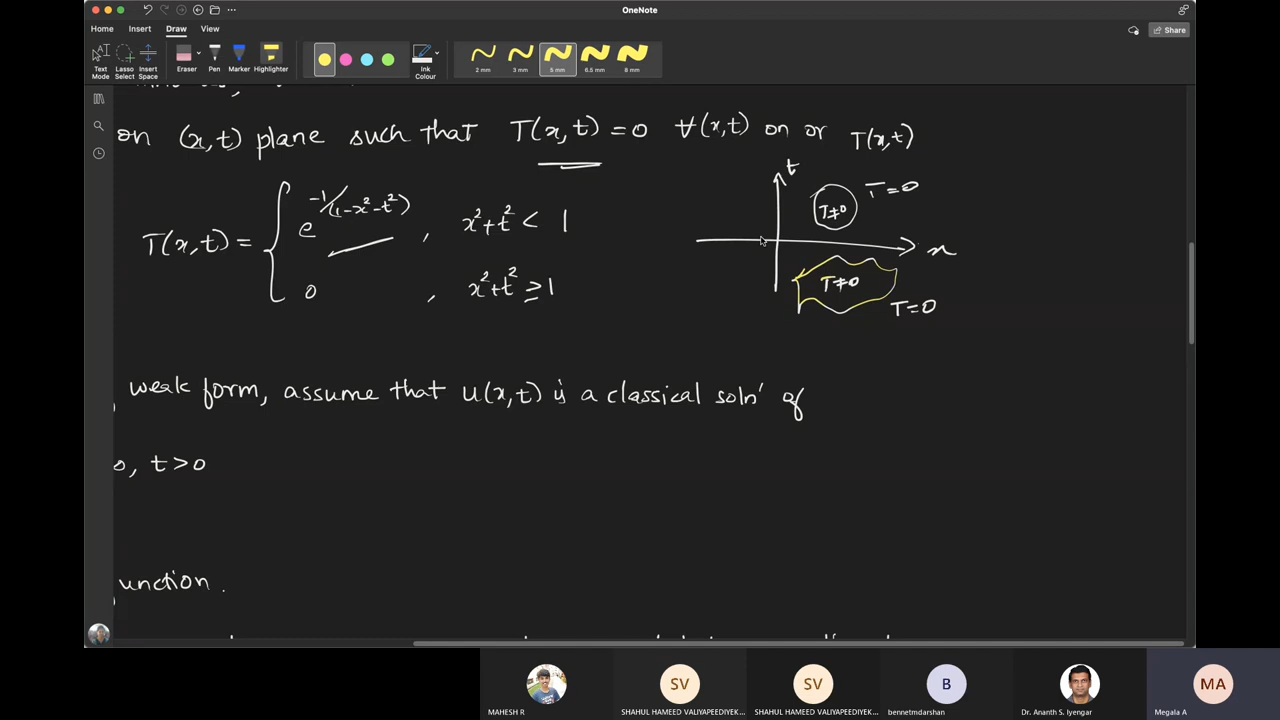 OneNote
Home Insert Draw View
Share
Text Mode Lasso Select Insert Space Eraser Pen Marker Highlighter Ink Colour 2 mm 3 mm 5 mm 6.5 mm 8 mm
on (x,t) plane such that T(x,t) = 0 ∀(x,t) on or T(x,t)
t
T(x,t) = { e^{-1/(1-x²-t²)} , x²+t² < 1
0 , x²+t² ≥ 1
T≠0 T=0
x
T≠0
T=0
weak form, assume that u(x,t) is a classical soln' of
0, t>0
unction.
SV SV B MA
MAHESH R SHAHUL HAMEED VALIYAPEEDIYEK... SHAHUL HAMEED VALIYAPEEDIYEK... bennetmdarshan Dr. Ananth S. Iyengar Megala A